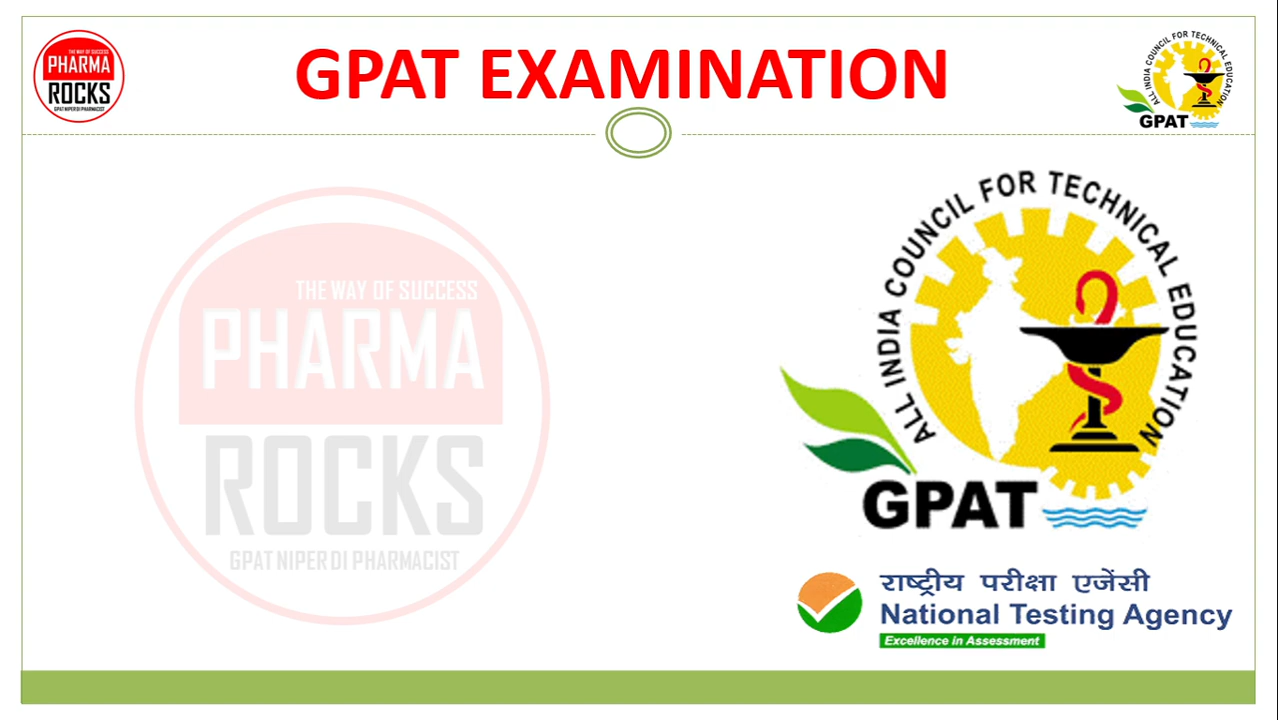 THE WAY OF SUCCESS
PHARMA
ROCKS
GPAT NIPER DI PHARMACIST
GPAT EXAMINATION
ALL INDIA COUNCIL FOR TECHNICAL EDUCATION
GPAT
THE WAY OF SUCCESS
PHARMA
ROCKS
GPAT NIPER DI PHARMACIST
ALL INDIA COUNCIL FOR TECHNICAL EDUCATION
GPAT
राष्ट्रीय परीक्षा एजेंसी
National Testing Agency
Excellence in Assessment